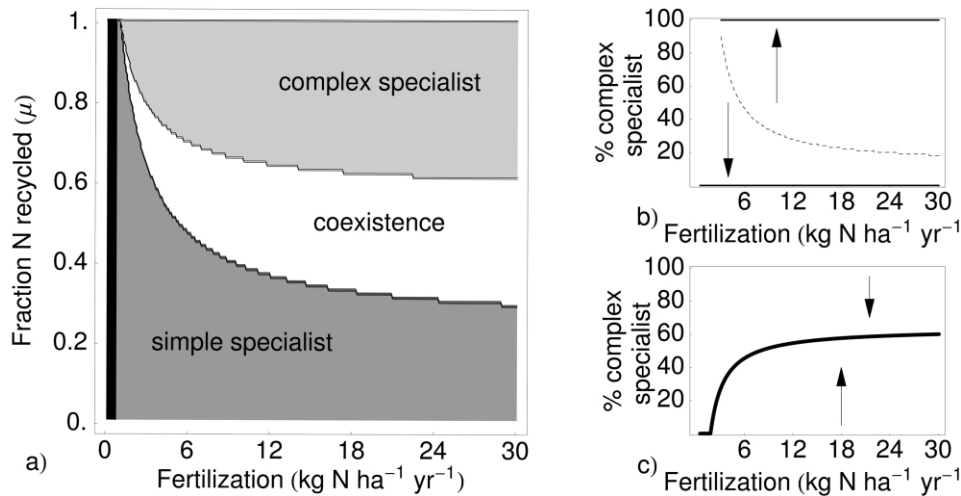 1.
0.8
0.6
0.4
0.2
0.
Fraction N recycled (μ)
complex specialist
coexistence
simple specialist
0 6 12 18 24 30
a) Fertilization (kg N ha⁻¹ yr⁻¹)
100
80
60
40
20
% complex
specialist
6 12 18 24 30
b) Fertilization (kg N ha⁻¹ yr⁻¹
100
80
60
40
20
% complex
specialist
6 12 18 24 30
c) Fertilization (kg N ha⁻¹ yr⁻¹